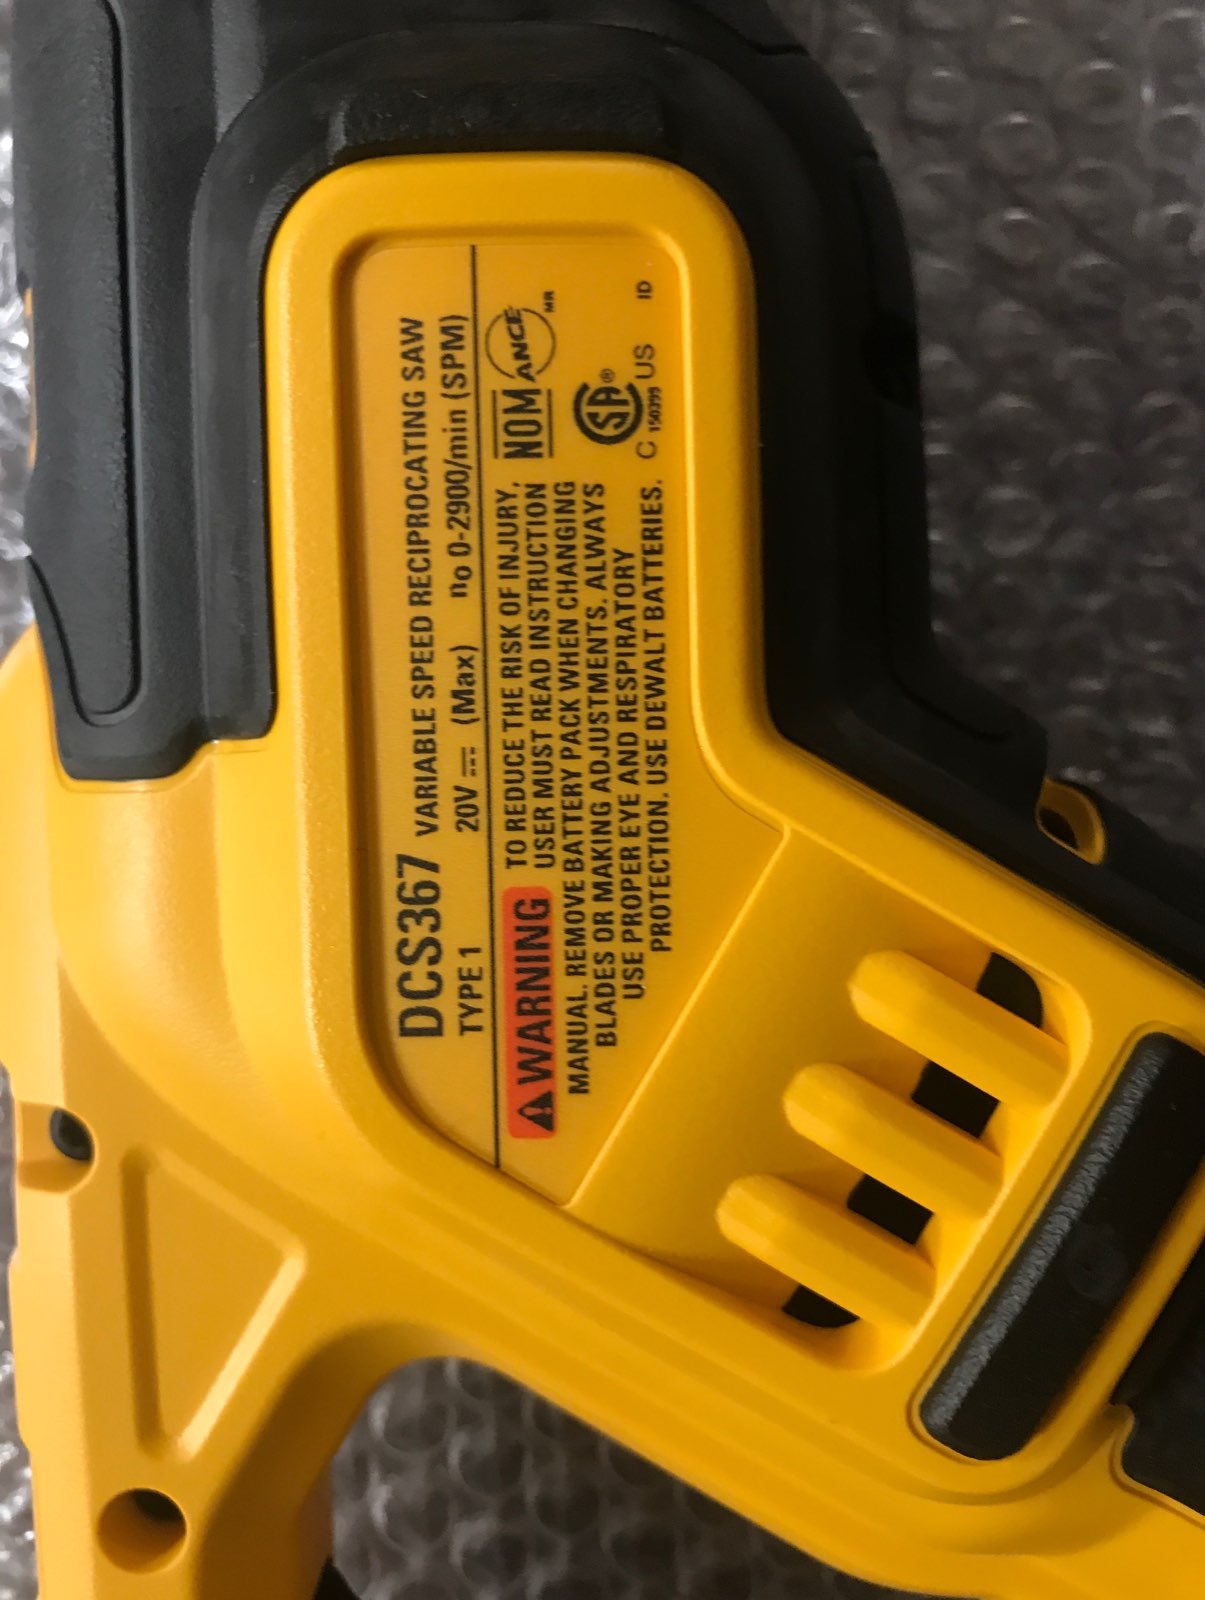 DCS367 VARIABLE SPEED RECIPROCATING SAW
TYPE 1 20V (Max) no 0-2900/min (SPM)
WARNING TO REDUCE THE RISK OF INJURY,
USER MUST READ INSTRUCTION
MANUAL. REMOVE BATTERY PACK WHEN CHANGING
BLADES OR MAKING ADJUSTMENTS. ALWAYS
USE PROPER EYE AND RESPIRATORY
PROTECTION. USE DEWALT BATTERIES.
NOM ANCE MR
SA ®
C 150399 US ID